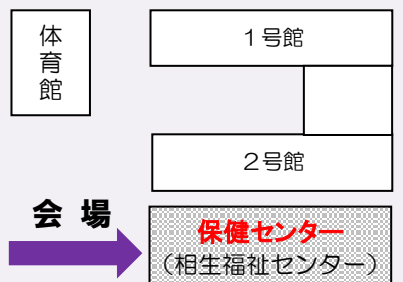 体育館
１号館
２号館
会 場
保健センター
（相生福祉センター）